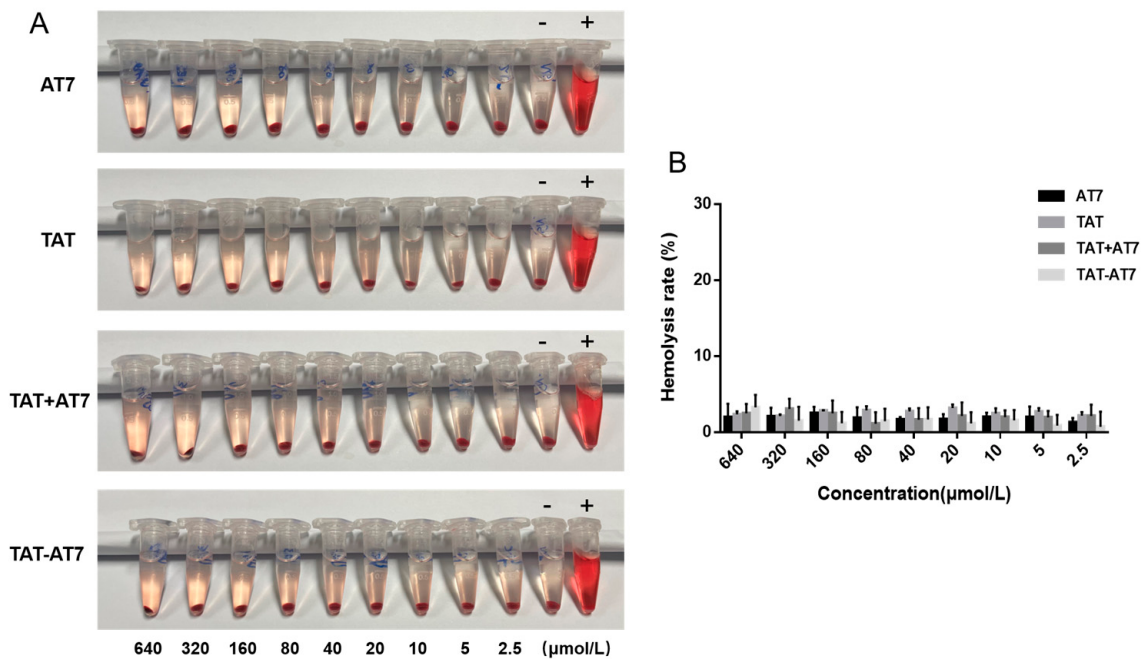 A
AT7
- +
TAT
- +
TAT+AT7
- +
TAT-AT7
- +
640 320 160 80 40 20 10 5 2.5 (μmol/L)
B
30
20
10
0
Hemolysis rate (%)
640 320 160 80 40 20 10 5 2.5
Concentration(μmol/L)
AT7
TAT
TAT+AT7
TAT-AT7